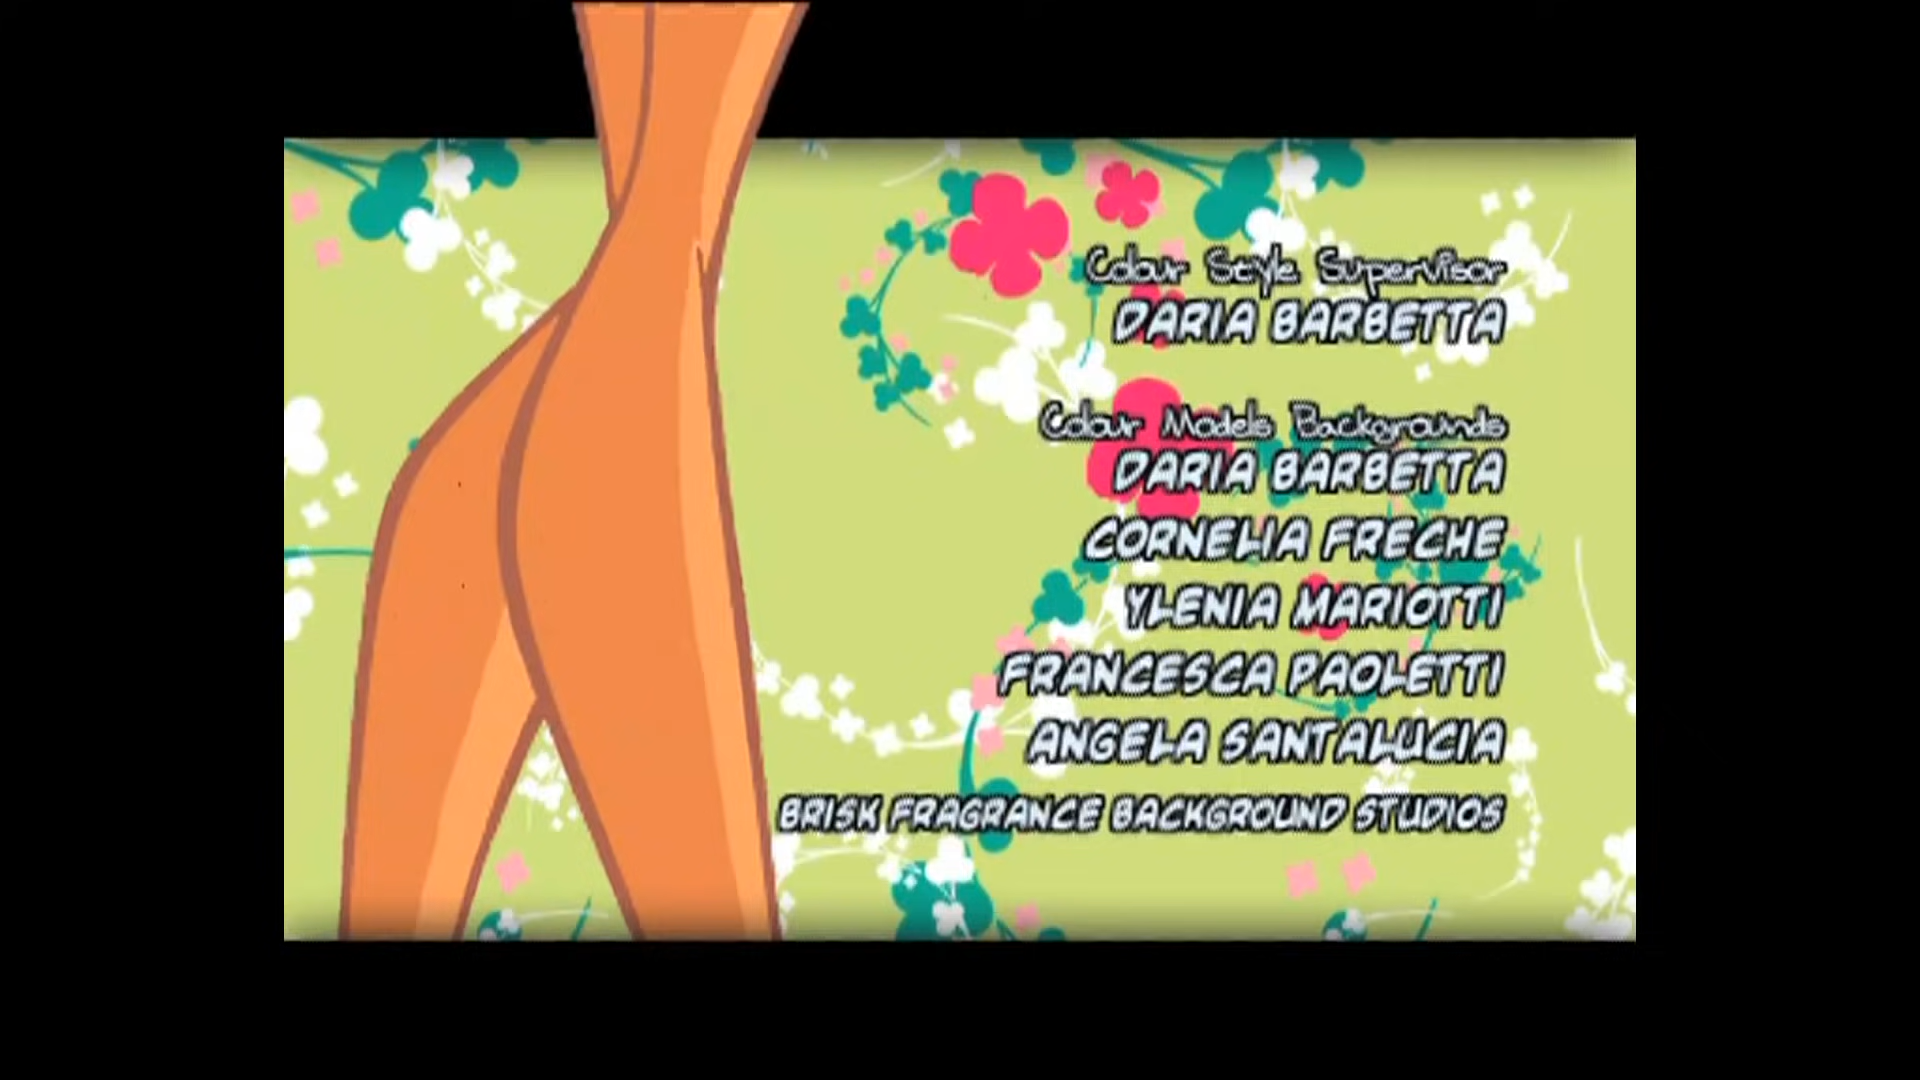 Colour Style Supervisor
DARIA BARBETTA
Colour Models Backgrounds
DARIA BARBETTA
CORNELIA FRECHE
YLENIA MARIOTTI
FRANCESCA PAOLETTI
ANGELA SANTALUCIA
BRISK FRAGRANCE BACKGROUND STUDIOS